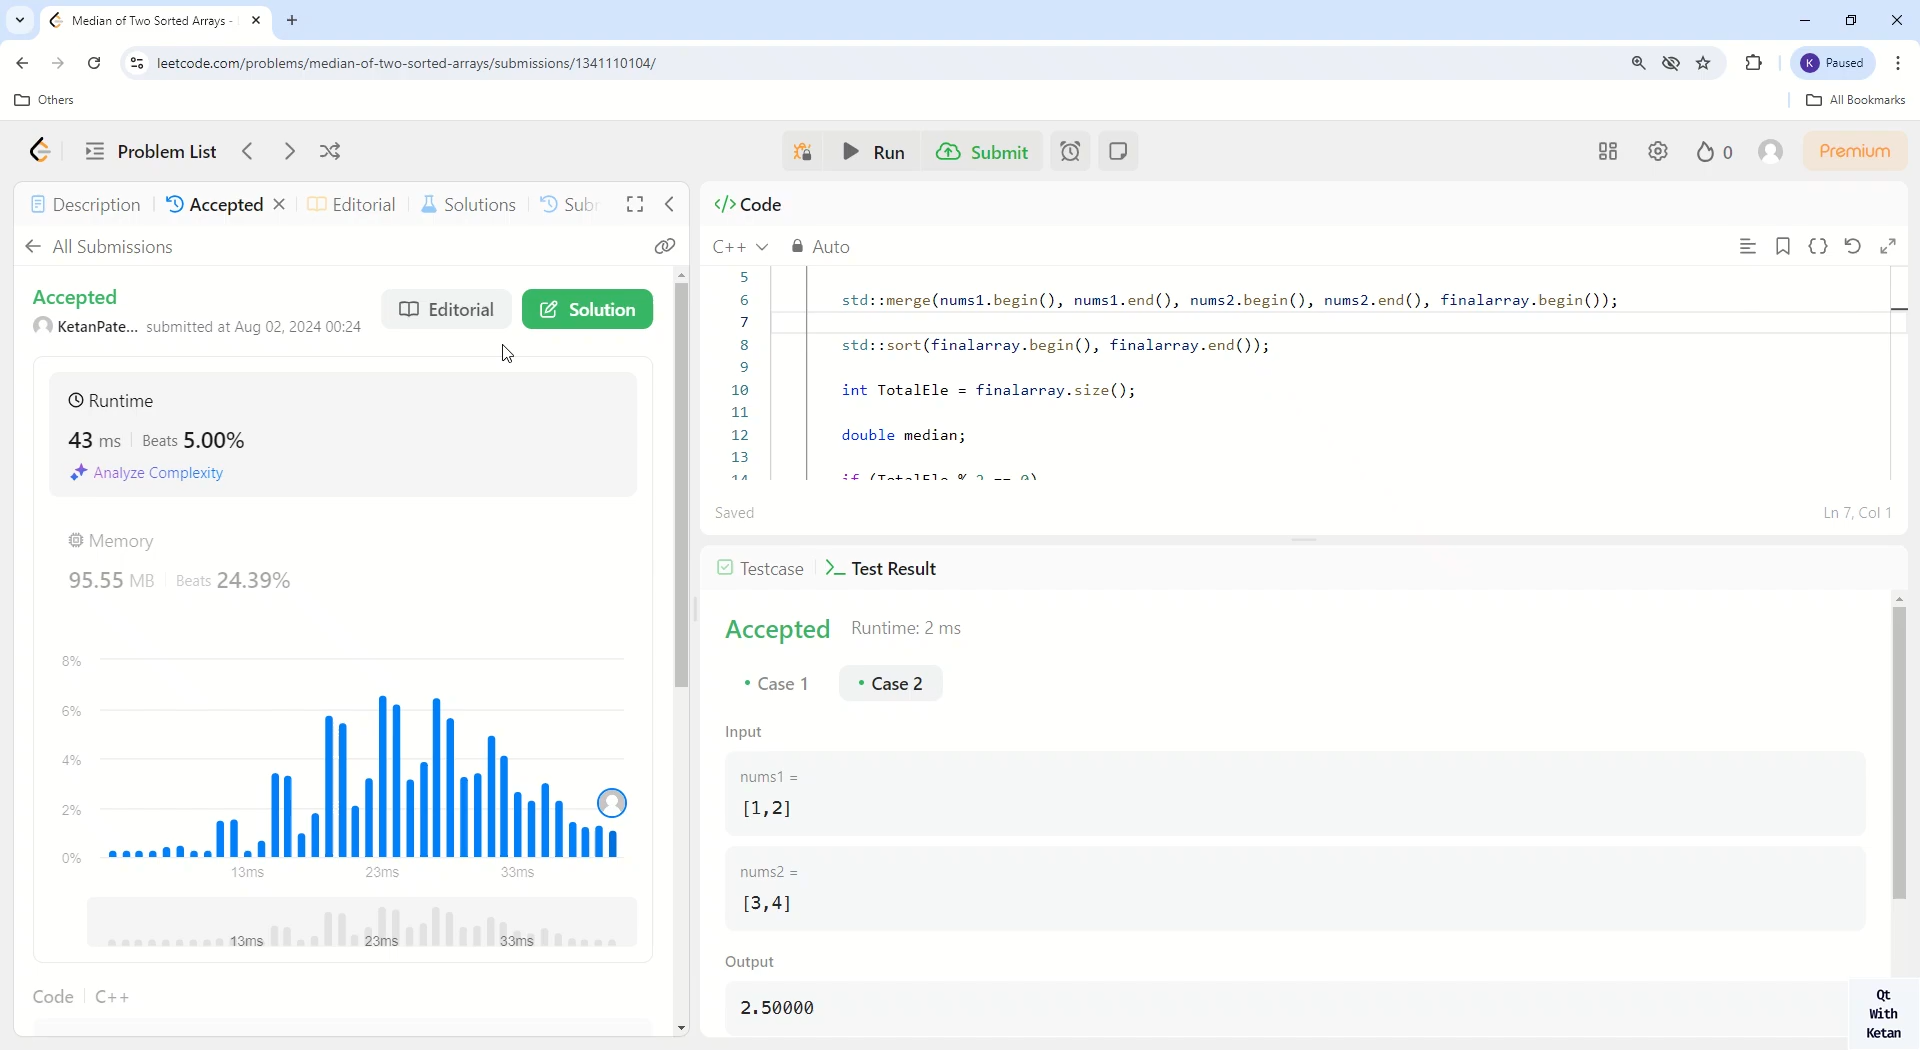 Median of Two Sorted Arrays -
leetcode.com/problems/median-of-two-sorted-arrays/submissions/1341110104/
K Paused
Others
All Bookmarks
Problem List
Run
Submit
0
Premium
Description
Accepted
Editorial
Solutions
Subr
All Submissions
Accepted
KetanPate... submitted at Aug 02, 2024 00:24
Editorial
Solution
Runtime
43 ms Beats 5.00%
Analyze Complexity
Memory
95.55 MB Beats 24.39%
8%
6%
4%
2%
0%
13ms 23ms 33ms
13ms 23ms 33ms
Code C++
</> Code
C++ Auto
5
6 std::merge(nums1.begin(), nums1.end(), nums2.begin(), nums2.end(), finalarray.begin());
7
8 std::sort(finalarray.begin(), finalarray.end());
9
10 int TotalEle = finalarray.size();
11
12 double median;
13
14 if (TotalEle % 2 == 0)
Saved
Ln 7, Col 1
Testcase
Test Result
Accepted Runtime: 2 ms
Case 1
Case 2
Input
nums1 =
[1,2]
nums2 =
[3,4]
Output
2.50000
Qt
With
Ketan